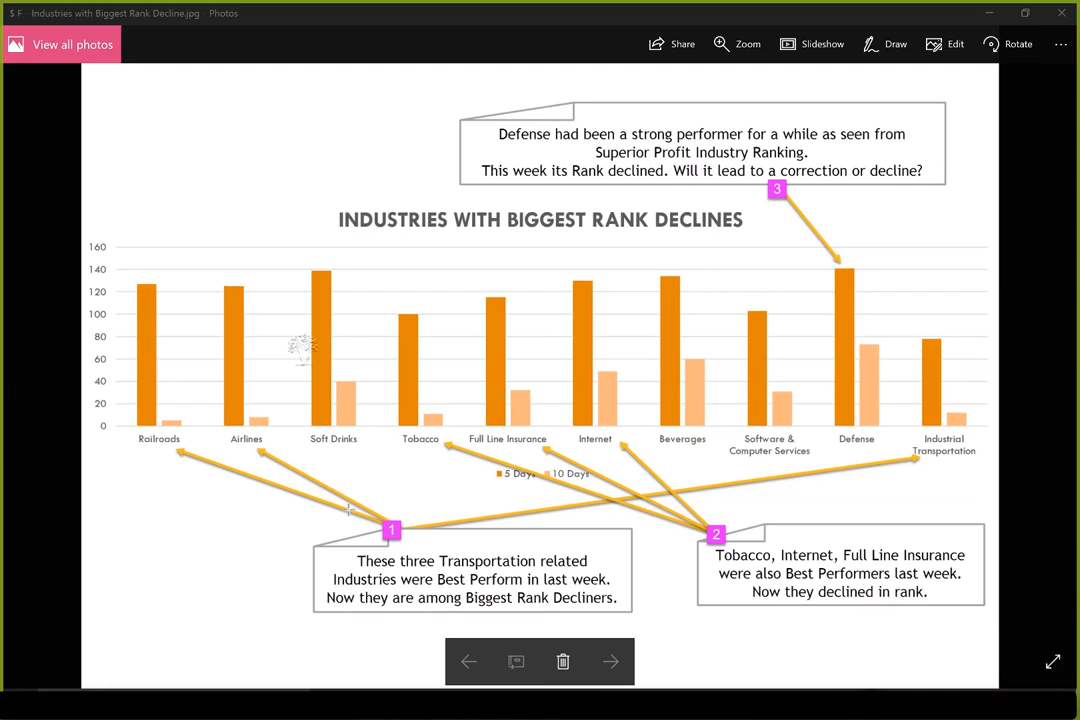 $ F - Industries with Biggest Rank Decline.jpg Photos
View all photos
Share Zoom Slideshow Draw Edit Rotate
Defense had been a strong performer for a while as seen from
Superior Profit Industry Ranking.
This week its Rank declined. Will it lead to a correction or decline?
3
INDUSTRIES WITH BIGGEST RANK DECLINES
160
140
120
100
80
60
40
20
0
Railroads Airlines Soft Drinks Tobacco Full Line Insurance Internet Beverages Software & Defense Industrial
Computer Services Transportation
5 Days 10 Days
1
These three Transportation related
Industries were Best Perform in last week.
Now they are among Biggest Rank Decliners.
2
Tobacco, Internet, Full Line Insurance
were also Best Performers last week.
Now they declined in rank.